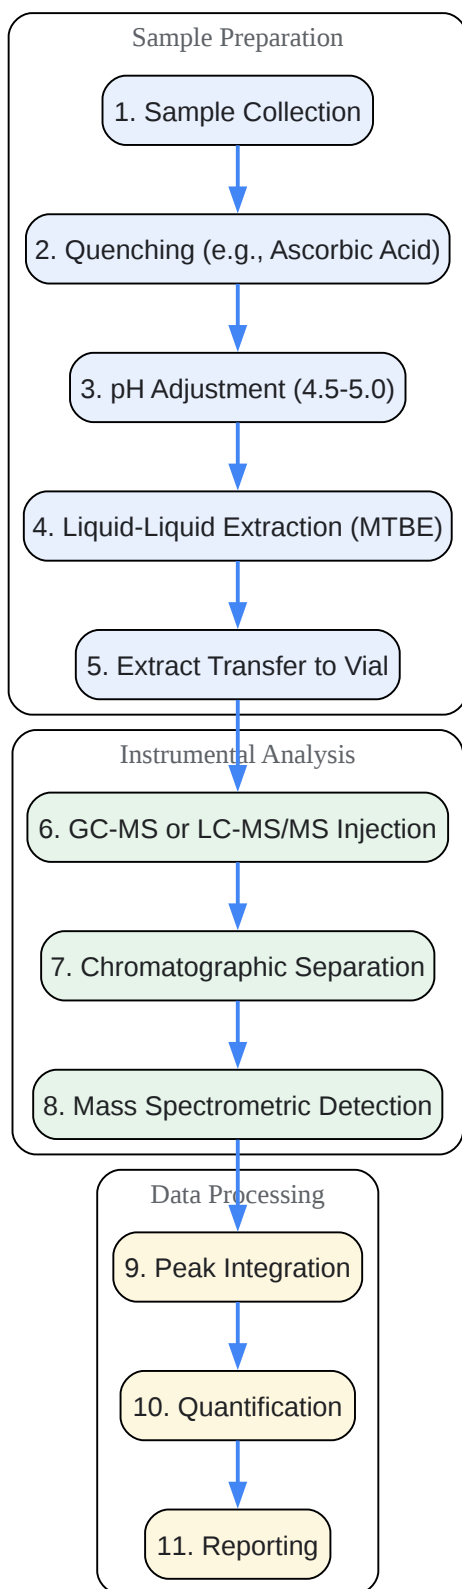 Sample Preparation
1. Sample Collection
2. Quenching (e.g., Ascorbic Acid)
3. pH Adjustment (4.5-5.0)
4. Liquid-Liquid Extraction (MTBE)
5. Extract Transfer to Vial
Instrumental Analysis
6. GC-MS or LC-MS/MS Injection
7. Chromatographic Separation
8. Mass Spectrometric Detection
Data Processing
9. Peak Integration
10. Quantification
11. Reporting